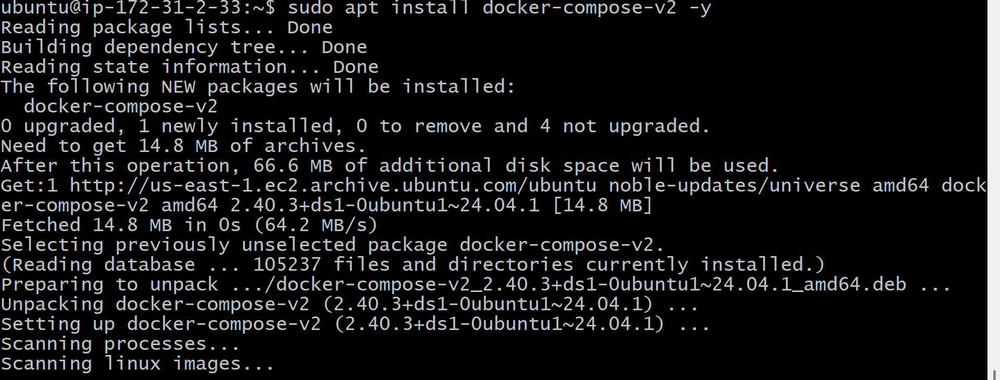 ubuntu@ip-172-31-2-33:~$ sudo apt install docker-compose-v2 -y
Reading package lists... Done
Building dependency tree... Done
Reading state information... Done
The following NEW packages will be installed:
  docker-compose-v2
0 upgraded, 1 newly installed, 0 to remove and 4 not upgraded.
Need to get 14.8 MB of archives.
After this operation, 66.6 MB of additional disk space will be used.
Get:1 http://us-east-1.ec2.archive.ubuntu.com/ubuntu noble-updates/universe amd64 dock
er-compose-v2 amd64 2.40.3+ds1-0ubuntu1~24.04.1 [14.8 MB]
Fetched 14.8 MB in 0s (64.2 MB/s)
Selecting previously unselected package docker-compose-v2.
(Reading database ... 105237 files and directories currently installed.)
Preparing to unpack .../docker-compose-v2_2.40.3+ds1-0ubuntu1~24.04.1_amd64.deb ...
Unpacking docker-compose-v2 (2.40.3+ds1-0ubuntu1~24.04.1) ...
Setting up docker-compose-v2 (2.40.3+ds1-0ubuntu1~24.04.1) ...
Scanning processes...
Scanning linux images...